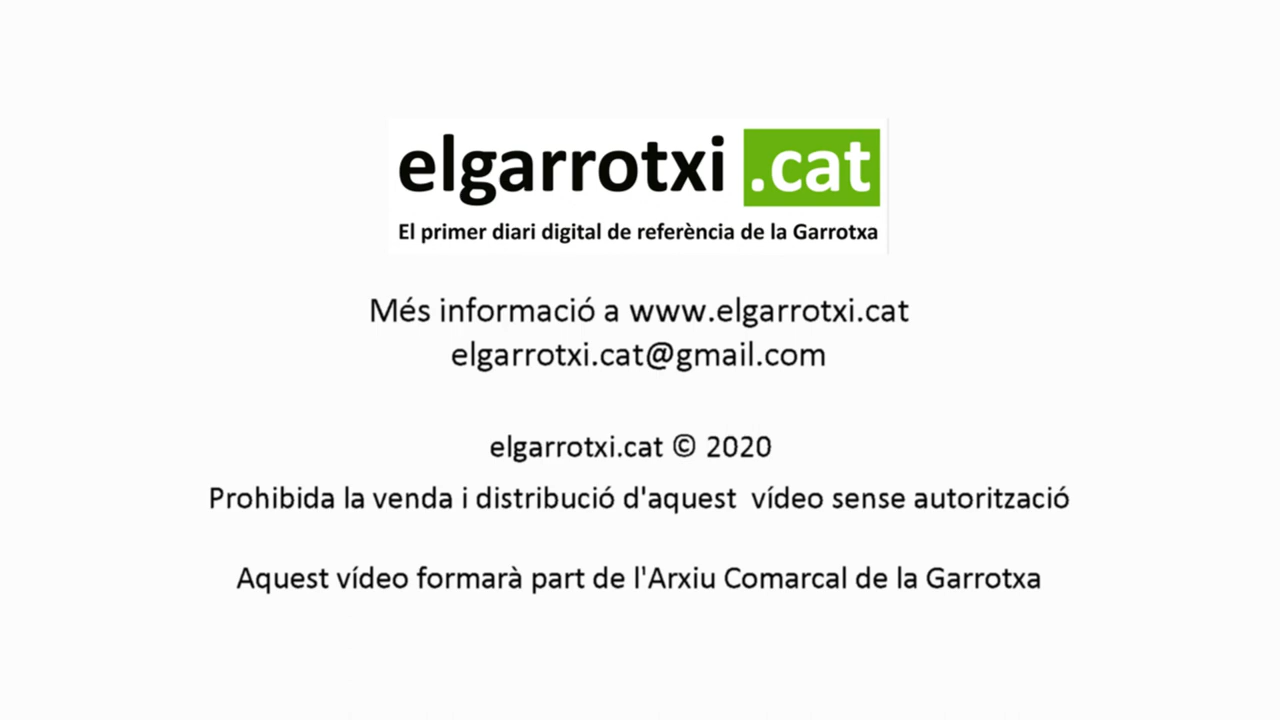 elgarrotxi .cat
El primer diari digital de referència de la Garrotxa
Més informació a www.elgarrotxi.cat
elgarrotxi.cat@gmail.com
elgarrotxi.cat © 2020
Prohibida la venda i distribució d'aquest  vídeo sense autorització
Aquest vídeo formarà part de l'Arxiu Comarcal de la Garrotxa